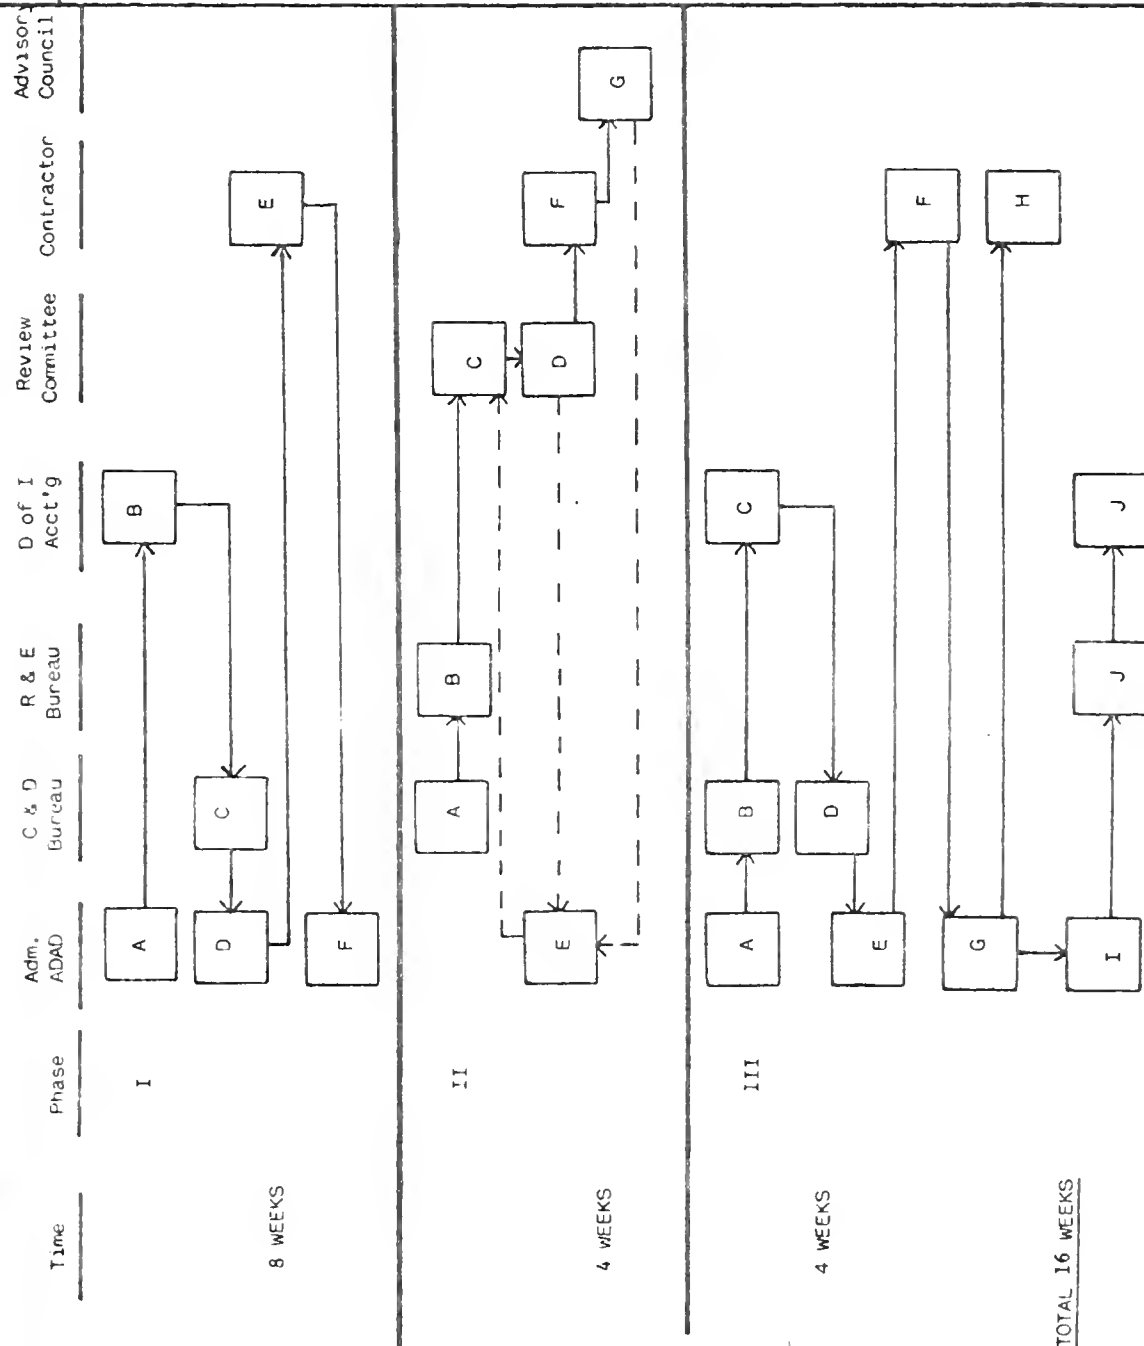 Time
Phase
Adm.
ADAD
C & D
Bureau
R & E
Bureau
D of I
Acct'g
Review
Committee
Contractor
Advisory
Council
I
A
B
D
C
E
8 WEEKS
F
II
A
B
C
E
D
F
4 WEEKS
G
III
A
B
C
4 WEEKS
D
E
F
G
H
TOTAL 16 WEEKS
I
J
J